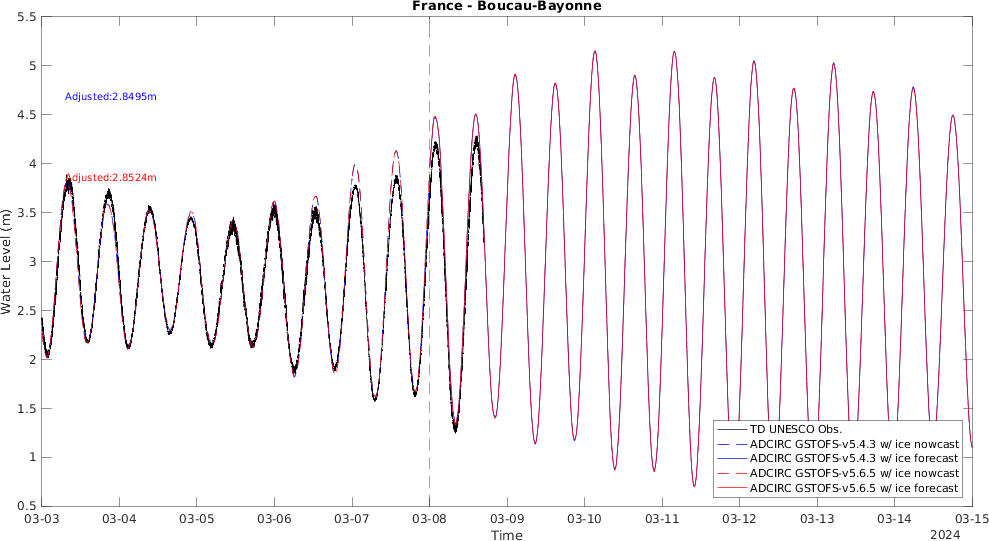 France - Boucau-Bayonne
5.5
5
4.5
4
3.5
3
2.5
2
1.5
1
0.5
Water Level (m)
Adjusted:2.8495m
Adjusted:2.8524m
TD UNESCO Obs.
ADCIRC GSTOFS-v5.4.3 w/ ice nowcast
ADCIRC GSTOFS-v5.4.3 w/ ice forecast
ADCIRC GSTOFS-v5.6.5 w/ ice nowcast
ADCIRC GSTOFS-v5.6.5 w/ ice forecast
03-03 03-04 03-05 03-06 03-07 03-08 03-09 03-10 03-11 03-12 03-13 03-14 03-15
Time
2024